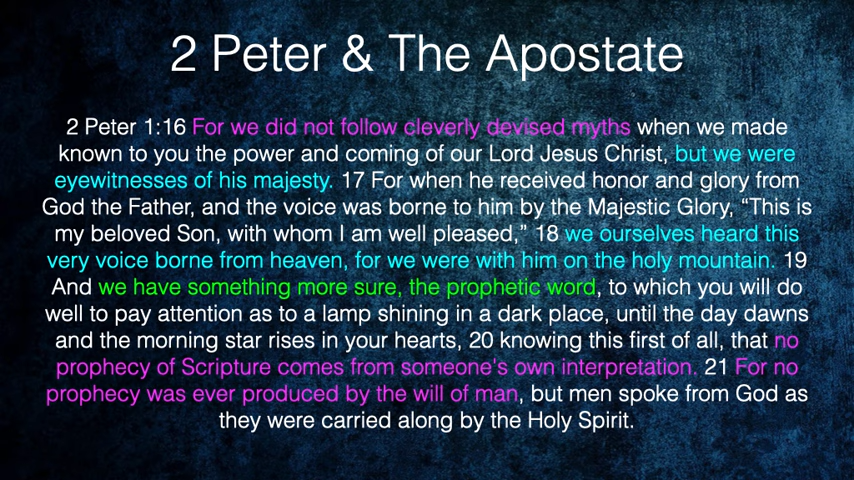 2 Peter & The Apostate
2 Peter 1:16 For we did not follow cleverly devised myths when we made
known to you the power and coming of our Lord Jesus Christ, but we were
eyewitnesses of his majesty. 17 For when he received honor and glory from
God the Father, and the voice was borne to him by the Majestic Glory, “This is
my beloved Son, with whom I am well pleased,” 18 we ourselves heard this
very voice borne from heaven, for we were with him on the holy mountain. 19
And we have something more sure, the prophetic word, to which you will do
well to pay attention as to a lamp shining in a dark place, until the day dawns
and the morning star rises in your hearts, 20 knowing this first of all, that no
prophecy of Scripture comes from someone's own interpretation. 21 For no
prophecy was ever produced by the will of man, but men spoke from God as
they were carried along by the Holy Spirit.